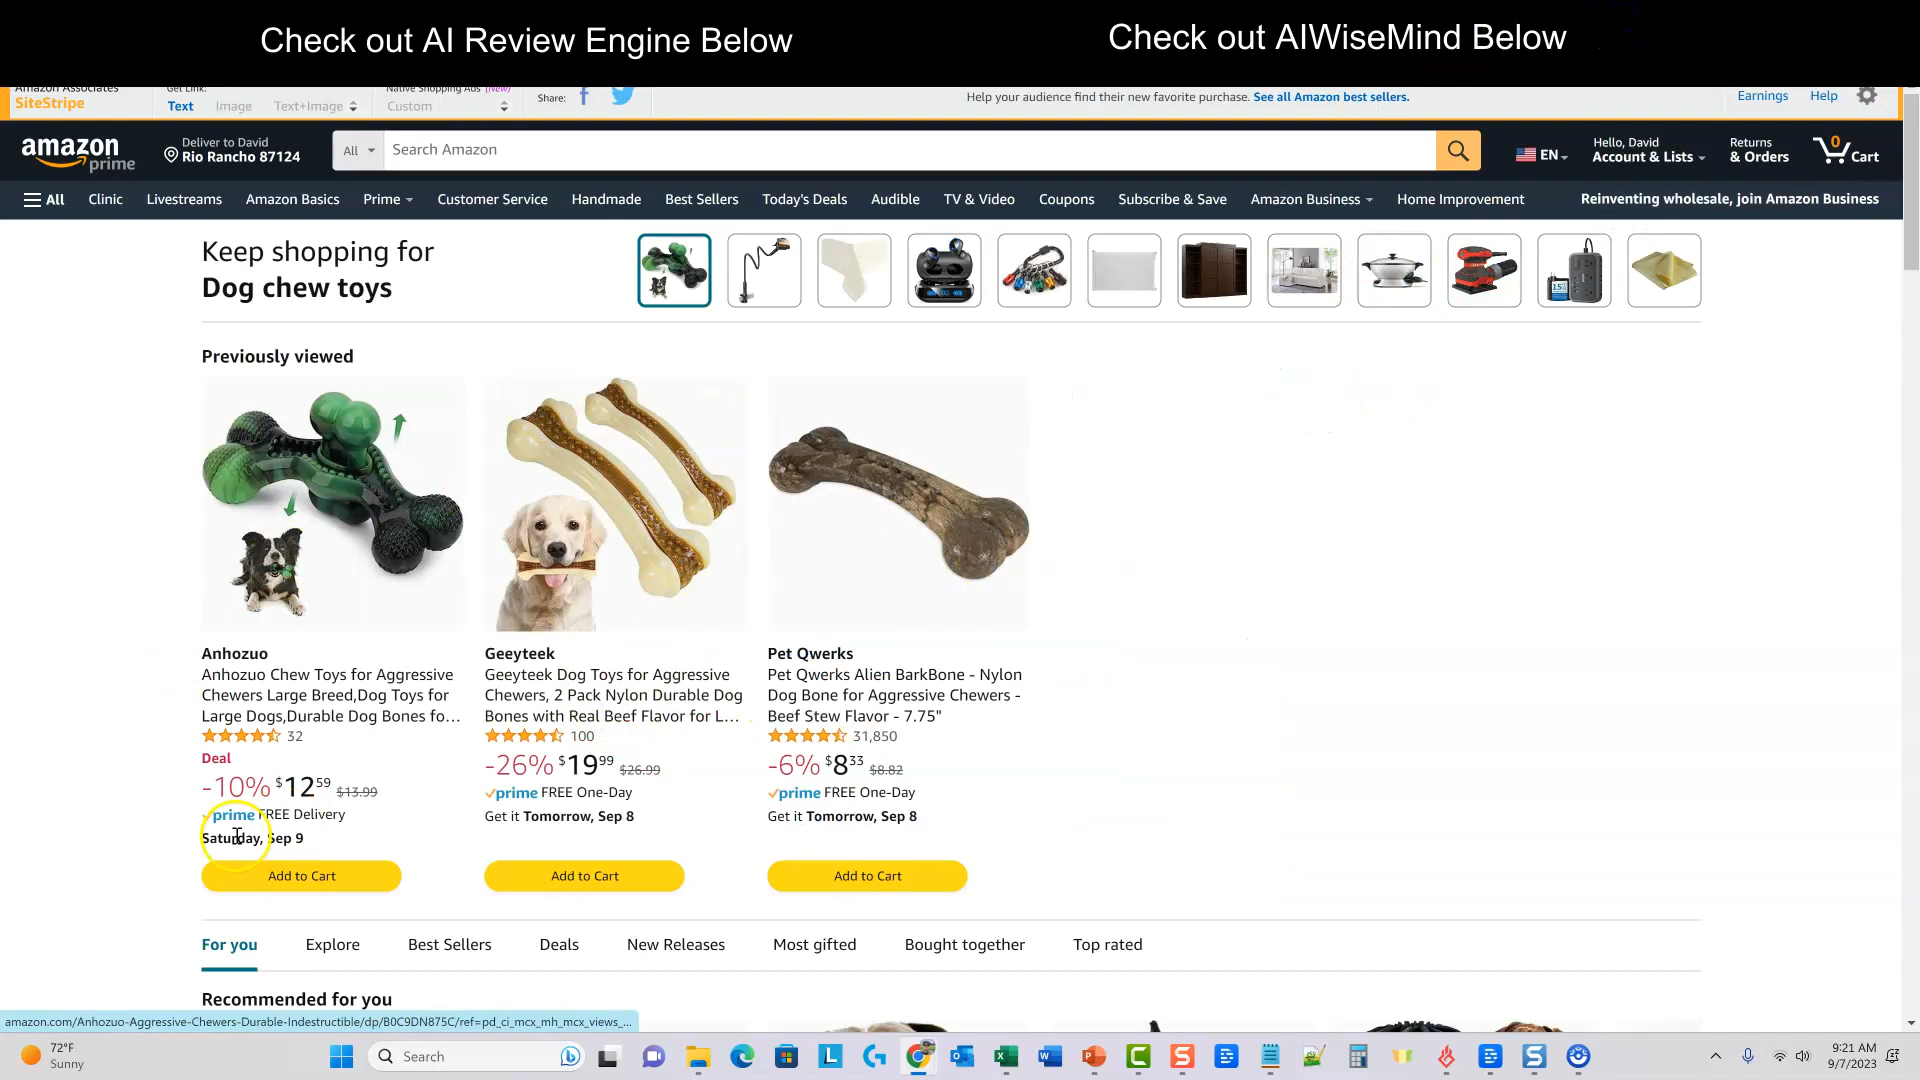 Check out AI Review Engine Below
Check out AIWiseMind Below
Amazon Associates
SiteStripe
Get Link:
Text Image Text+Image
Native Shopping Ads (New)
Custom
Share:
Help your audience find their new favorite purchase. See all Amazon best sellers.
Earnings Help
amazon prime
Deliver to David
Rio Rancho 87124
All Search Amazon
EN
Hello, David
Account & Lists
Returns
& Orders
0
Cart
All Clinic Livestreams Amazon Basics Prime Customer Service Handmade Best Sellers Today's Deals Audible TV & Video Coupons Subscribe & Save Amazon Business Home Improvement Reinventing wholesale, join Amazon Business
Keep shopping for
Dog chew toys
Previously viewed
Anhozuo
Anhozuo Chew Toys for Aggressive
Chewers Large Breed,Dog Toys for
Large Dogs,Durable Dog Bones fo...
32
Deal
-10% $12 59 $13.99
prime FREE Delivery
Saturday, Sep 9
Add to Cart
Geeyteek
Geeyteek Dog Toys for Aggressive
Chewers, 2 Pack Nylon Durable Dog
Bones with Real Beef Flavor for L...
100
-26% $19 99 $26.99
prime FREE One-Day
Get it Tomorrow, Sep 8
Add to Cart
Pet Qwerks
Pet Qwerks Alien BarkBone - Nylon
Dog Bone for Aggressive Chewers -
Beef Stew Flavor - 7.75"
31,850
-6% $8 33 $8.82
prime FREE One-Day
Get it Tomorrow, Sep 8
Add to Cart
For you Explore Best Sellers Deals New Releases Most gifted Bought together Top rated
Recommended for you
amazon.com/Anhozuo-Aggressive-Chewers-Durable-Indestructible/dp/B0C9DN875C/ref=pd_ci_mcx_mh_mcx_views_...
72°F
Sunny
Search
9:21 AM
9/7/2023